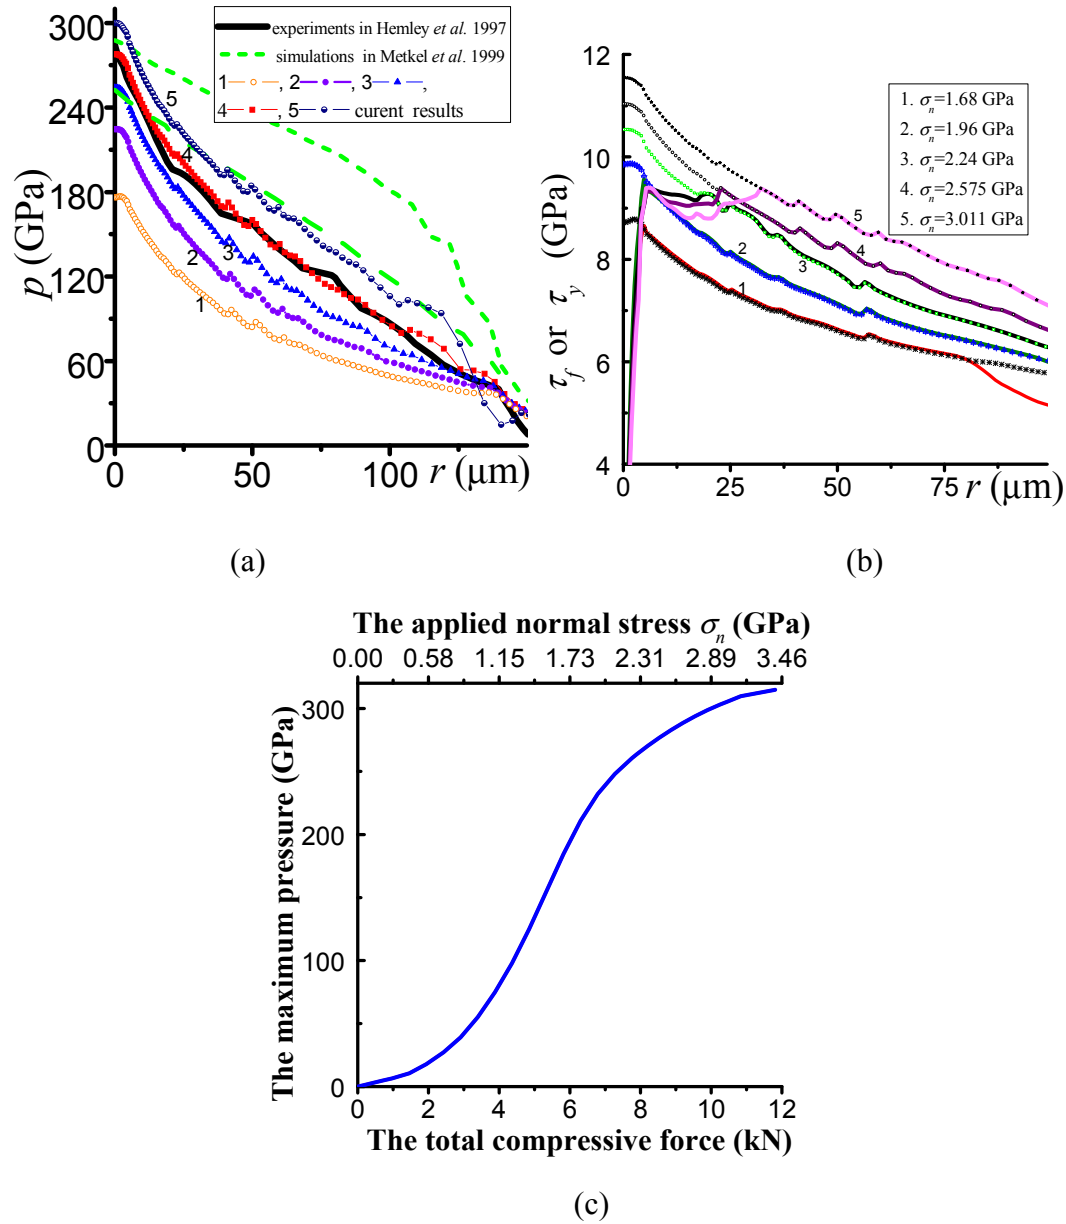 experiments in Hemley et al. 1997
simulations in Metkel et al. 1999
1, 2, 3,
4, 5 curent results
300
240
180
120
60
0
p (GPa)
5
4
3
2
1
0 50 100 r (μm)
(a)
12
10
8
6
4
τf or τy (GPa)
1. σn=1.68 GPa
2. σn=1.96 GPa
3. σn=2.24 GPa
4. σn=2.575 GPa
5. σn=3.011 GPa
5
4
2
3
1
0 25 50 75 r (μm)
(b)
The applied normal stress σn (GPa)
0.00 0.58 1.15 1.73 2.31 2.89 3.46
The maximum pressure (GPa)
300
200
100
0
0 2 4 6 8 10 12
The total compressive force (kN)
(c)